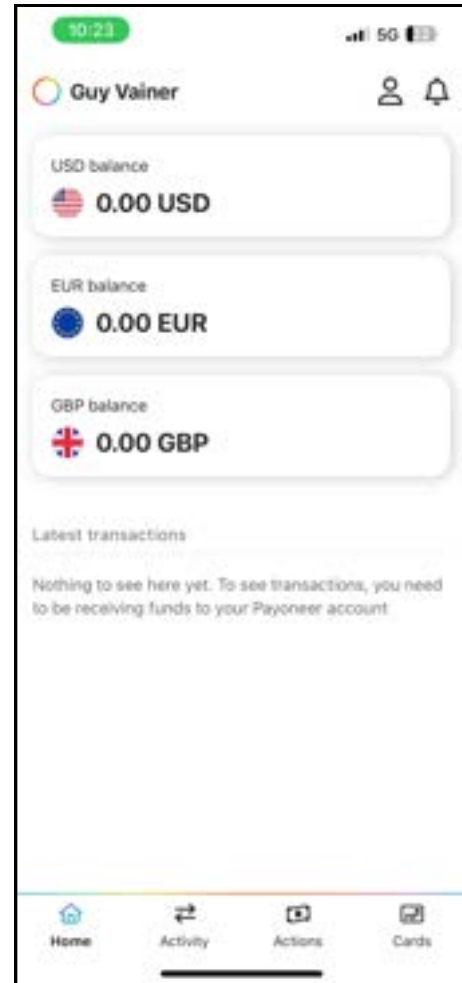 10:23
5G
Guy Vainer
USD balance
0.00 USD
EUR balance
0.00 EUR
GBP balance
0.00 GBP
Latest transactions
Nothing to see here yet. To see transactions, you need
to be receiving funds to your Payoneer account
Home Activity Actions Cards